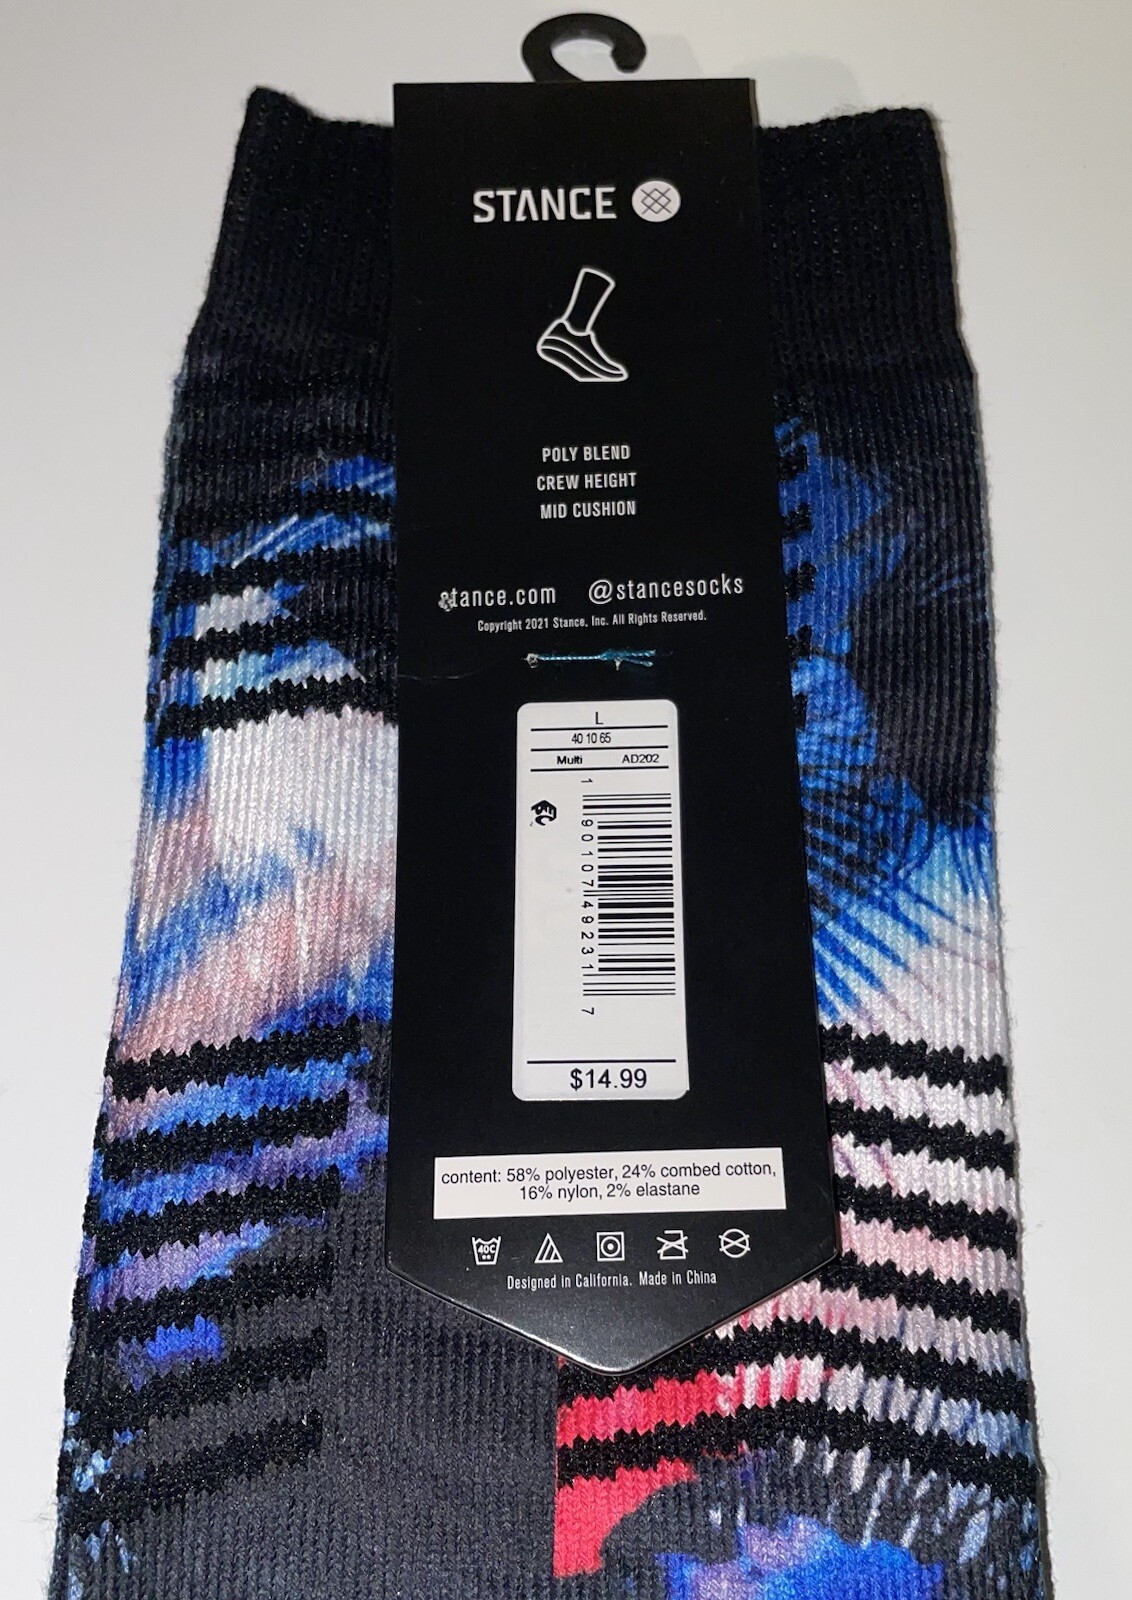 STANCE
POLY BLEND
CREW HEIGHT
MID CUSHION
stance.com @stancesocks
Copyright 2021 Stance, Inc. All Rights Reserved.
L
40 10 65
Multi AD202
1 90107 49231 7
$14.99
content: 58% polyester, 24% combed cotton,
16% nylon, 2% elastane
40C
Designed in California. Made in China